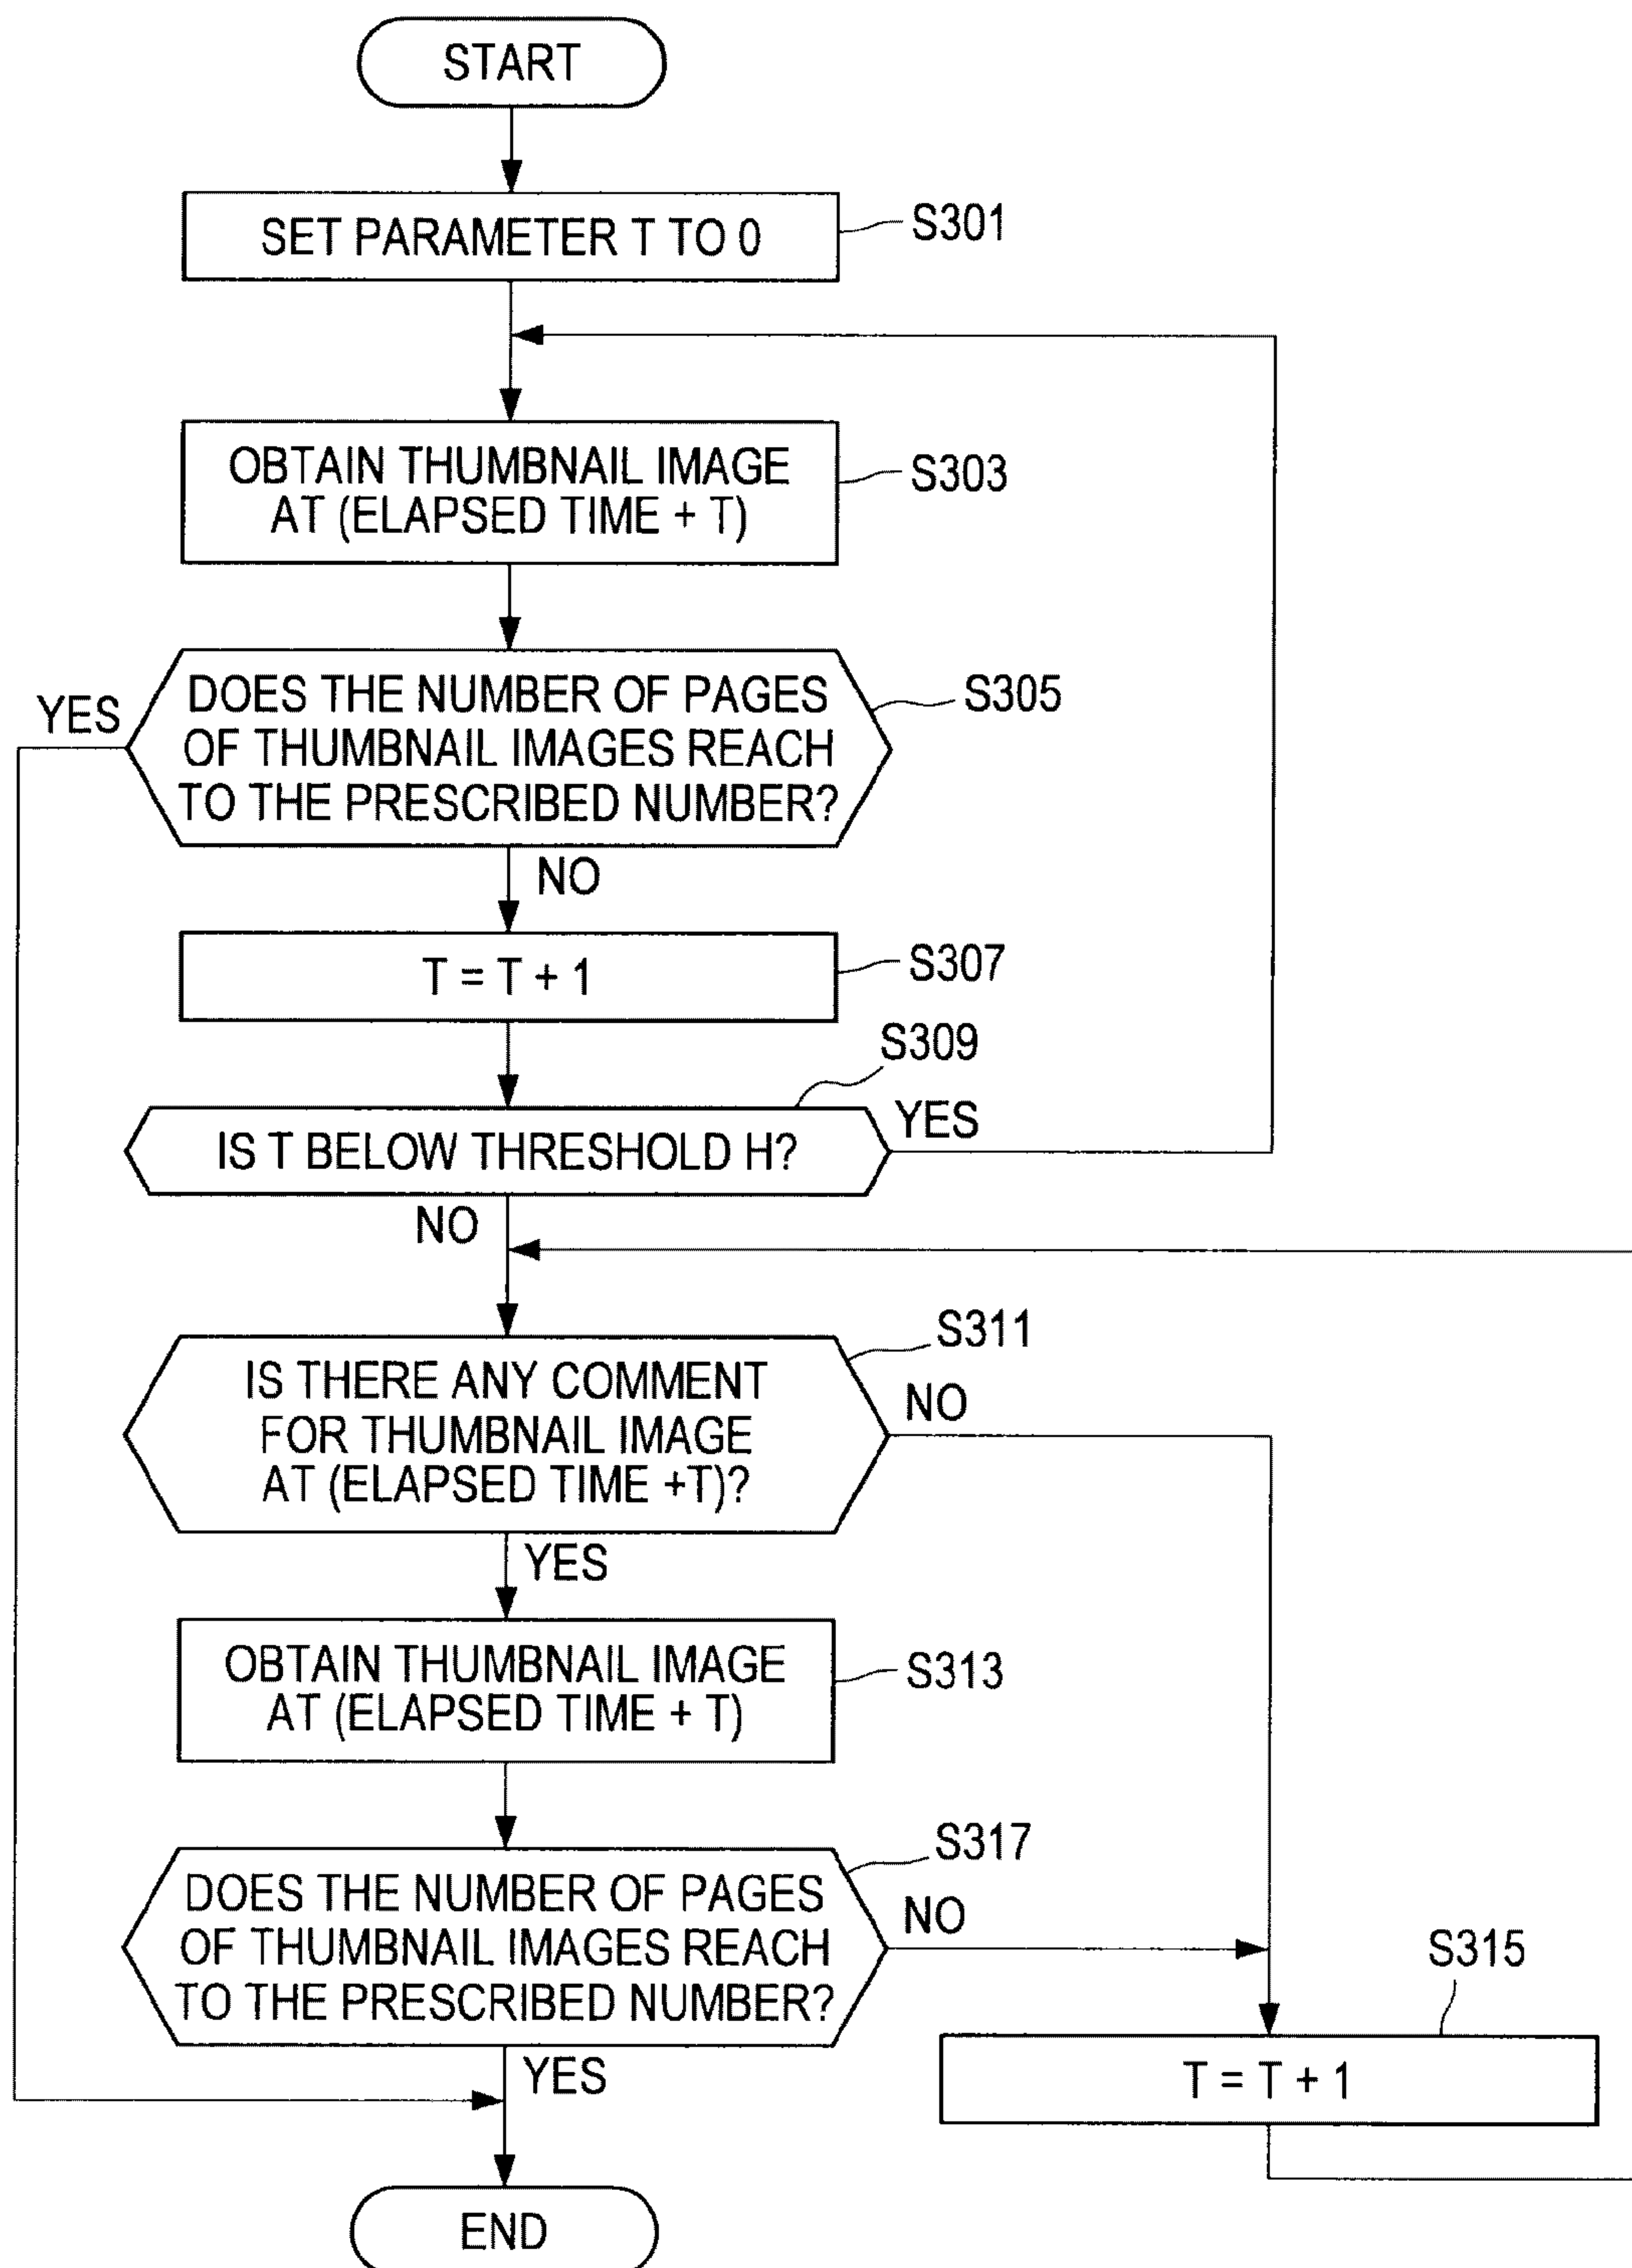 START
SET PARAMETER T TO 0
S301
OBTAIN THUMBNAIL IMAGE
AT (ELAPSED TIME + T)
S303
DOES THE NUMBER OF PAGES
OF THUMBNAIL IMAGES REACH
TO THE PRESCRIBED NUMBER?
S305
YES
NO
T = T + 1
S307
S309
IS T BELOW THRESHOLD H?
YES
NO
S311
IS THERE ANY COMMENT
FOR THUMBNAIL IMAGE
AT (ELAPSED TIME +T)?
NO
YES
OBTAIN THUMBNAIL IMAGE
AT (ELAPSED TIME + T)
S313
S317
DOES THE NUMBER OF PAGES
OF THUMBNAIL IMAGES REACH
TO THE PRESCRIBED NUMBER?
NO
YES
S315
T = T + 1
END